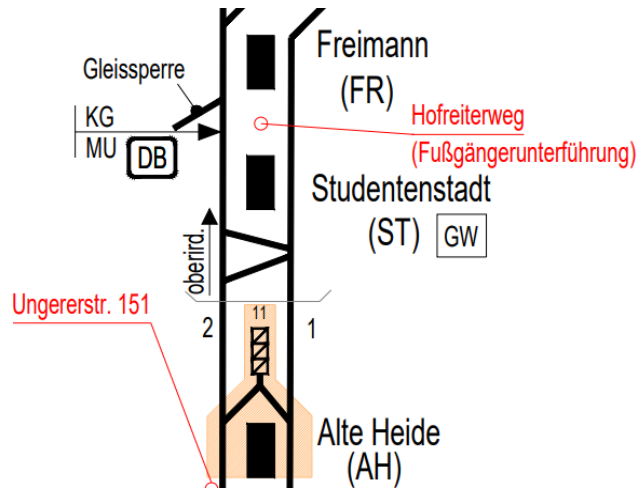 Freimann
(FR)
Gleissperre
KG
MU
DB
Hofreiterweg
(Fußgängerunterführung)
Studentenstadt
(ST)
GW
oberird.
Ungererstr. 151
2
11
1
Alte Heide
(AH)